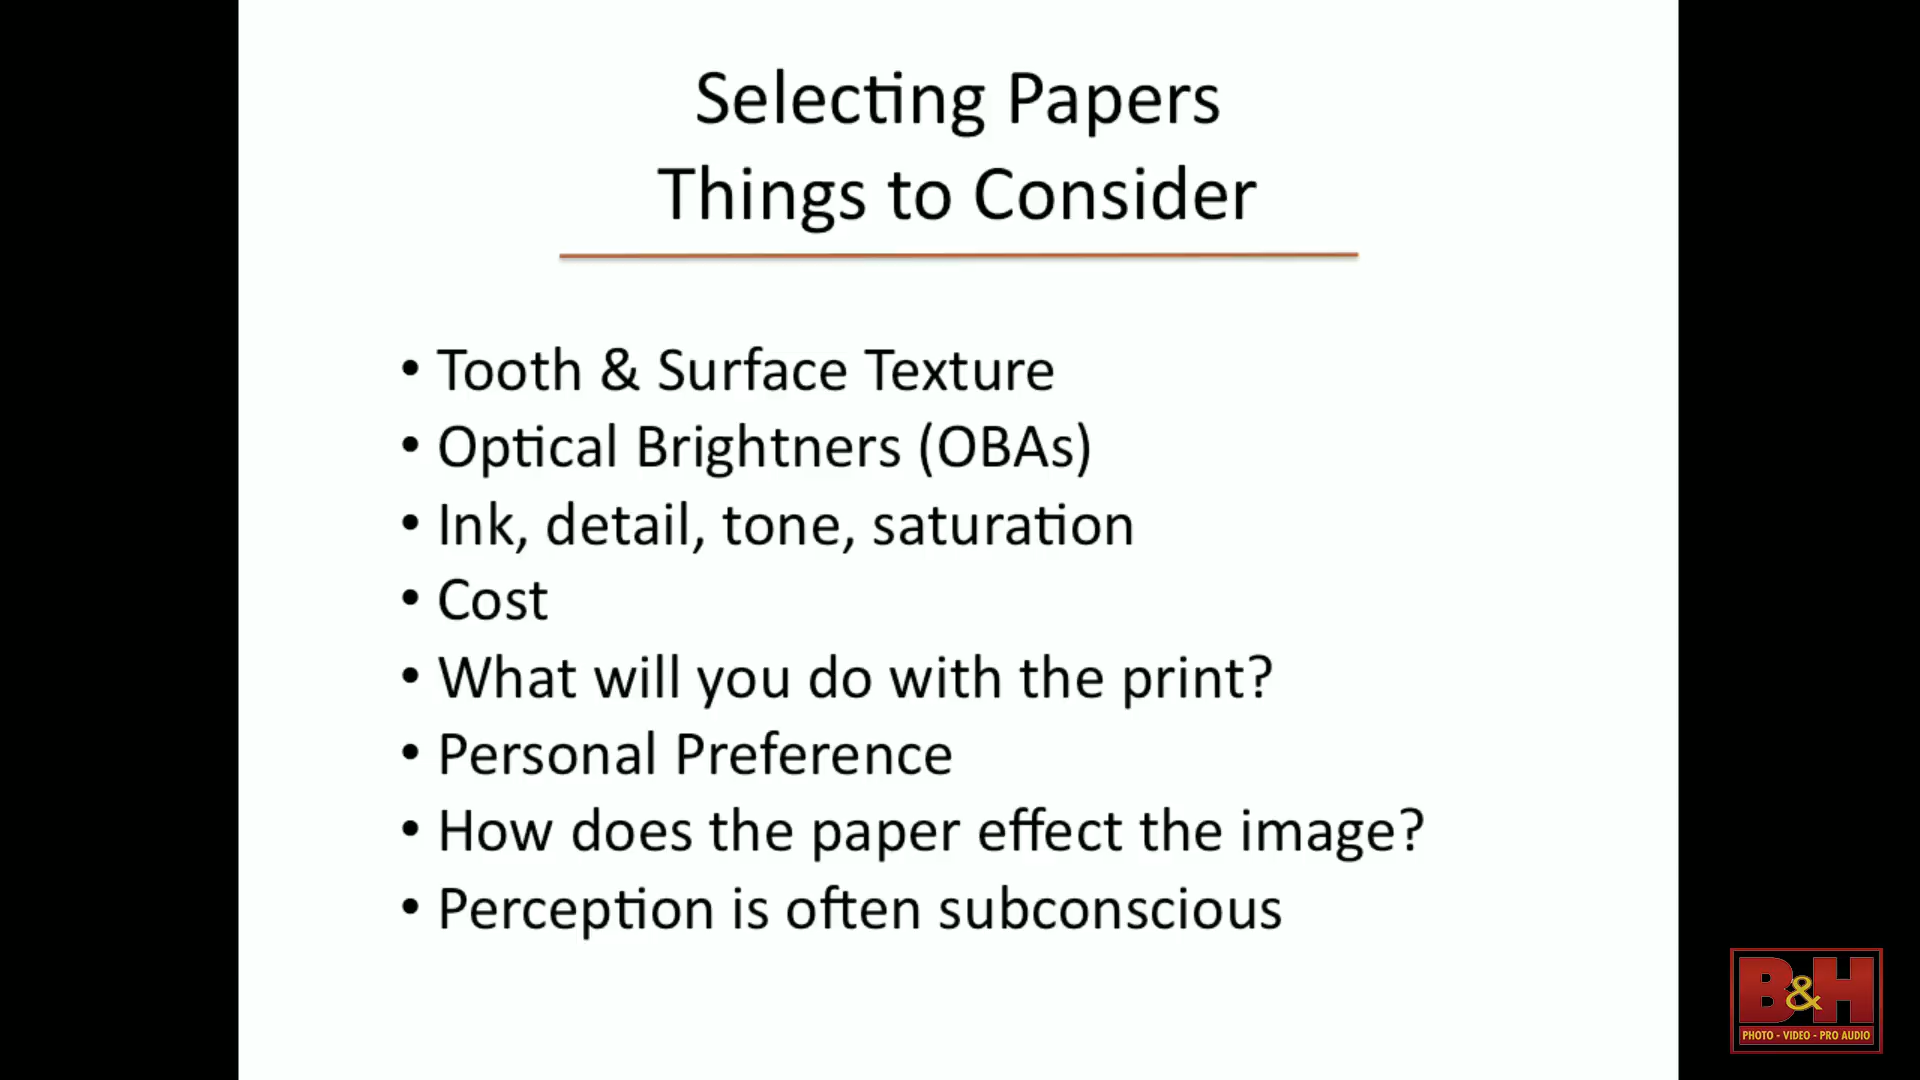 Selecting Papers
Things to Consider
• Tooth & Surface Texture
• Optical Brightners (OBAs)
• Ink, detail, tone, saturation
• Cost
• What will you do with the print?
• Personal Preference
• How does the paper effect the image?
• Perception is often subconscious
B&H
PHOTO - VIDEO - PRO AUDIO